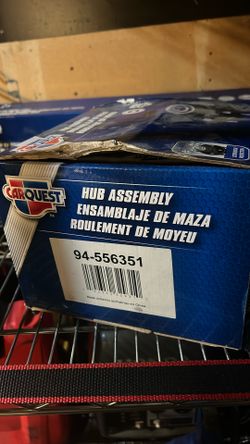 CARQUEST
HUB ASSEMBLY
ENSAMBLAJE DE MAZA
ROULEMENT DE MOYEU
94-556351